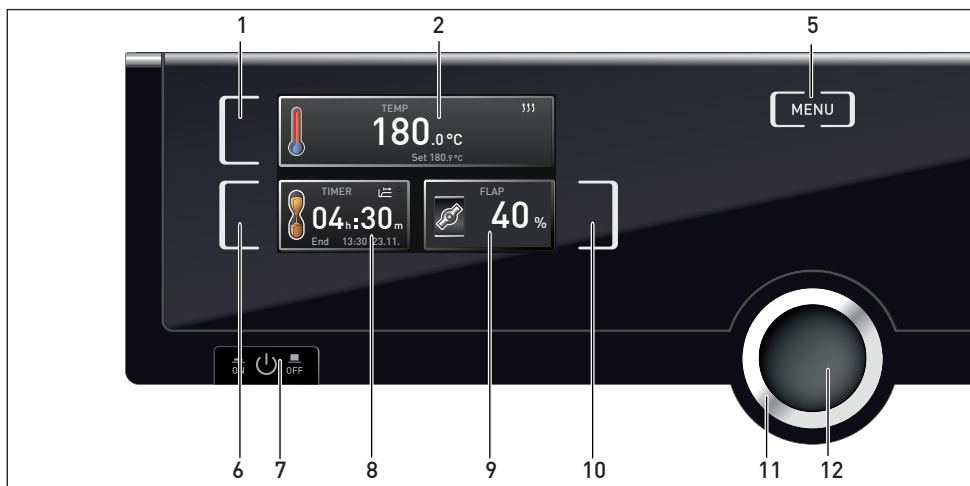 1 2 5
MENU
TEMP
180.0°C
Set 180.9°C
TIMER
04h:30m
End 13:30 23.11.
FLAP
40 %
ON OFF
6 7 8 9 10 11 12